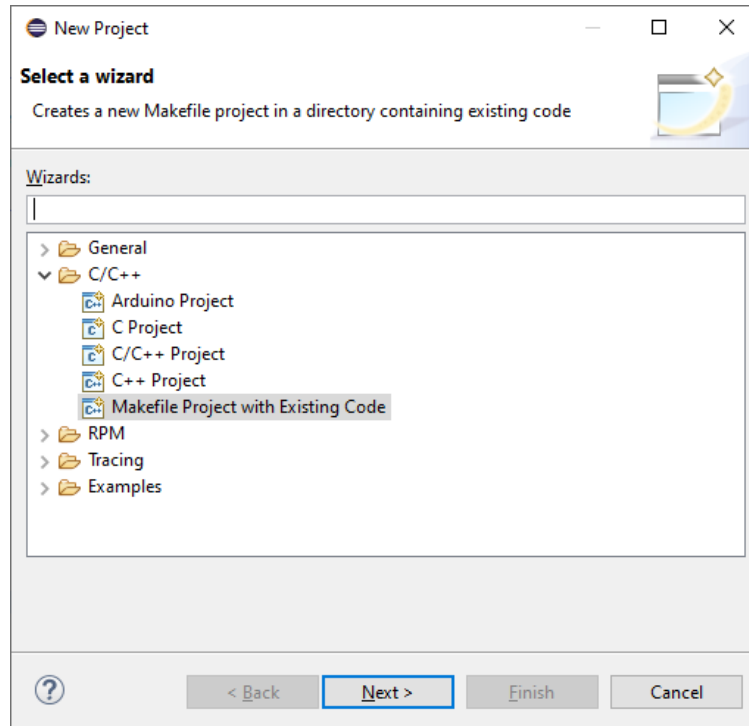 New Project
Select a wizard
Creates a new Makefile project in a directory containing existing code
Wizards:
General
C/C++
Arduino Project
C Project
C/C++ Project
C++ Project
Makefile Project with Existing Code
RPM
Tracing
Examples
? < Back Next > Finish Cancel